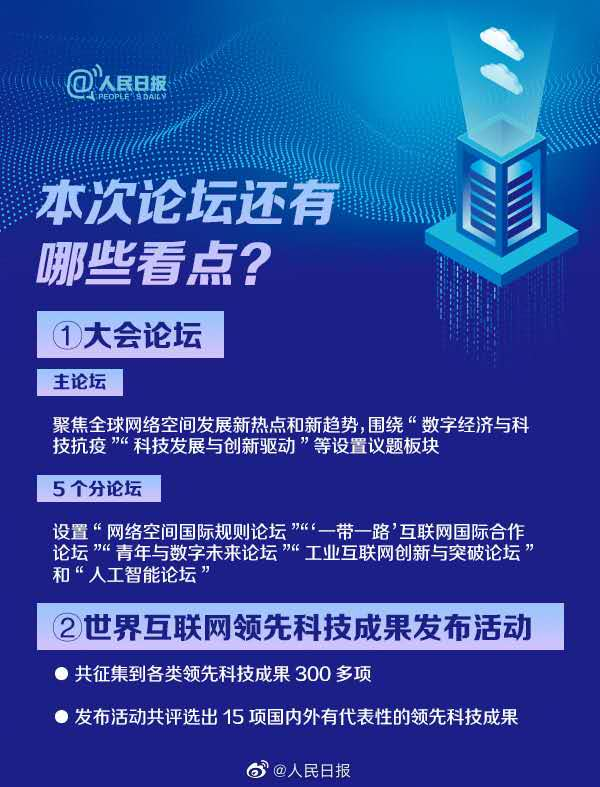 @人民日报
PEOPLE'S DAILY
本次论坛还有
哪些看点?
①大会论坛
主论坛
聚焦全球网络空间发展新热点和新趋势,围绕“数字经济与科
技抗疫”“科技发展与创新驱动”等设置议题板块
5个分论坛
设置“网络空间国际规则论坛”“‘一带一路’互联网国际合作
论坛”“青年与数字未来论坛”“工业互联网创新与突破论坛”
和“人工智能论坛”
②世界互联网领先科技成果发布活动
● 共征集到各类领先科技成果300多项
● 发布活动共评选出15项国内外有代表性的领先科技成果
@人民日报